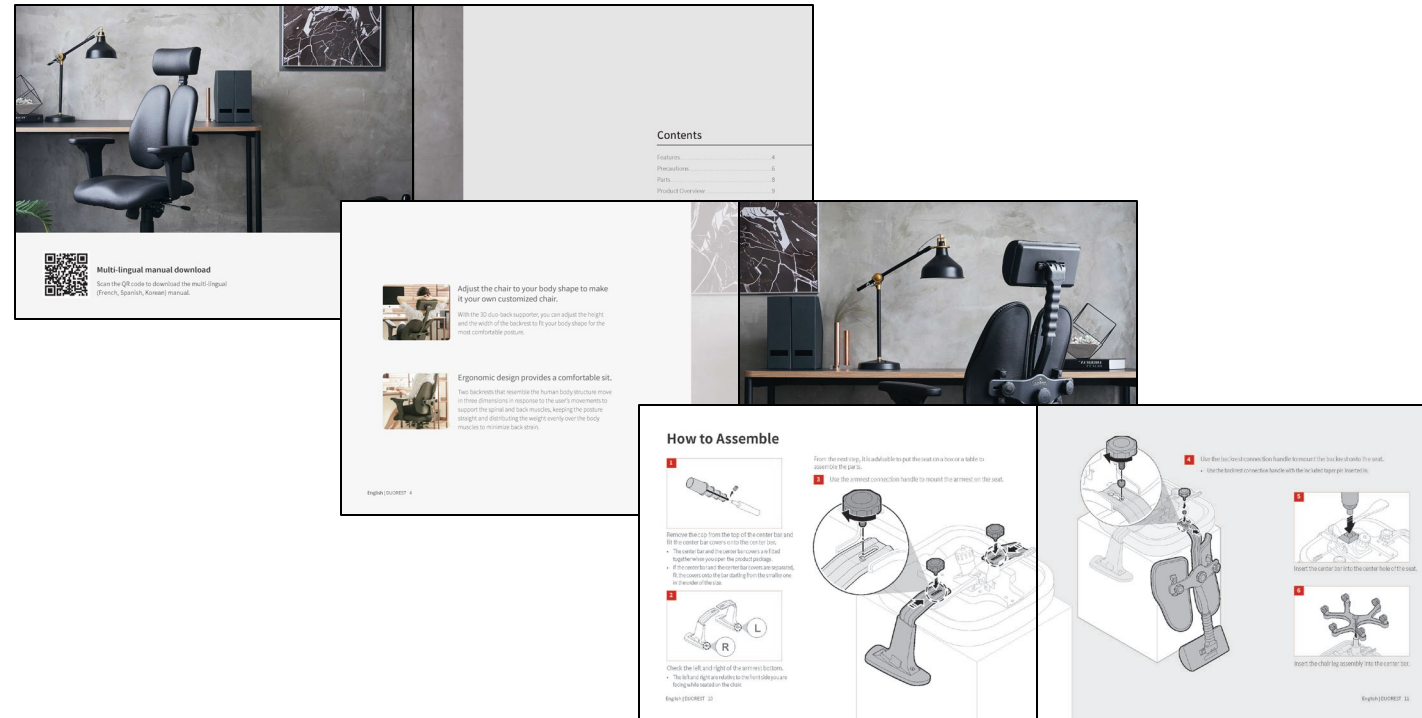 Contents
Features 4
Precautions 6
Parts 8
Product Overview 9
Multi-lingual manual download
Scan the QR code to download the multi-lingual
(French, Spanish, Korean) manual.
Adjust the chair to your body shape to make
it your own customized chair.
With the 3D duo-back supporter, you can adjust the height
and the width of the backrest to fit your body shape for the
most comfortable posture.
Ergonomic design provides a comfortable sit.
Two backrests that resemble the human body structure move
in three dimensions in response to the user's movements to
support the spinal and back muscles, keeping the posture
straight and distributing the weight evenly over the body
muscles to minimize back strain.
English | DUOREST
How to Assemble
1
Remove the cap from the top of the center bar and
fit the center bar covers onto the center bar.
• The center bar and the center bar covers are fitted
together when you open the product package.
• If the center bar and the center bar covers are separated,
fit the covers onto the bar starting from the smaller one
in the order of the size.
2
L
R
Check the left and right of the armrest bottom.
• The left and right are relative to the front side you are
facing while seated on the chair.
English | DUOREST 10
From the next step, it is advisable to put the seat on a box or a table to
assemble the parts.
3 Use the armrest connection handle to mount the armrest on the seat.
4 Use the backrest connection handle to mount the backrest onto the seat.
• Use the backrest connection handle with the included taper pin inserted in.
5
Insert the center bar into the center hole of the seat.
6
Insert the chair leg assembly into the center bar.
English | DUOREST 11